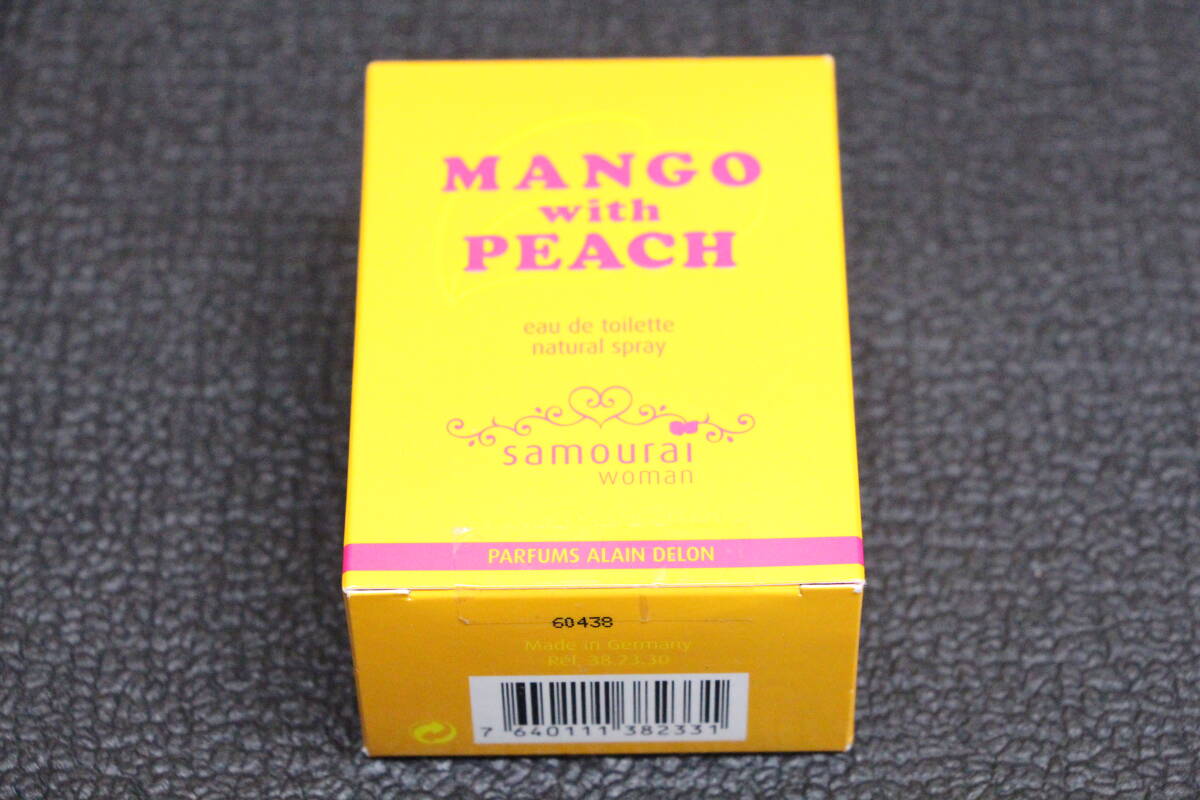 MANGO
with
PEACH
eau de toilette
natural spray
samouraï
woman
PARFUMS ALAIN DELON
60438
Made in Germany
Réf. 38.23.30
7 640111 382331